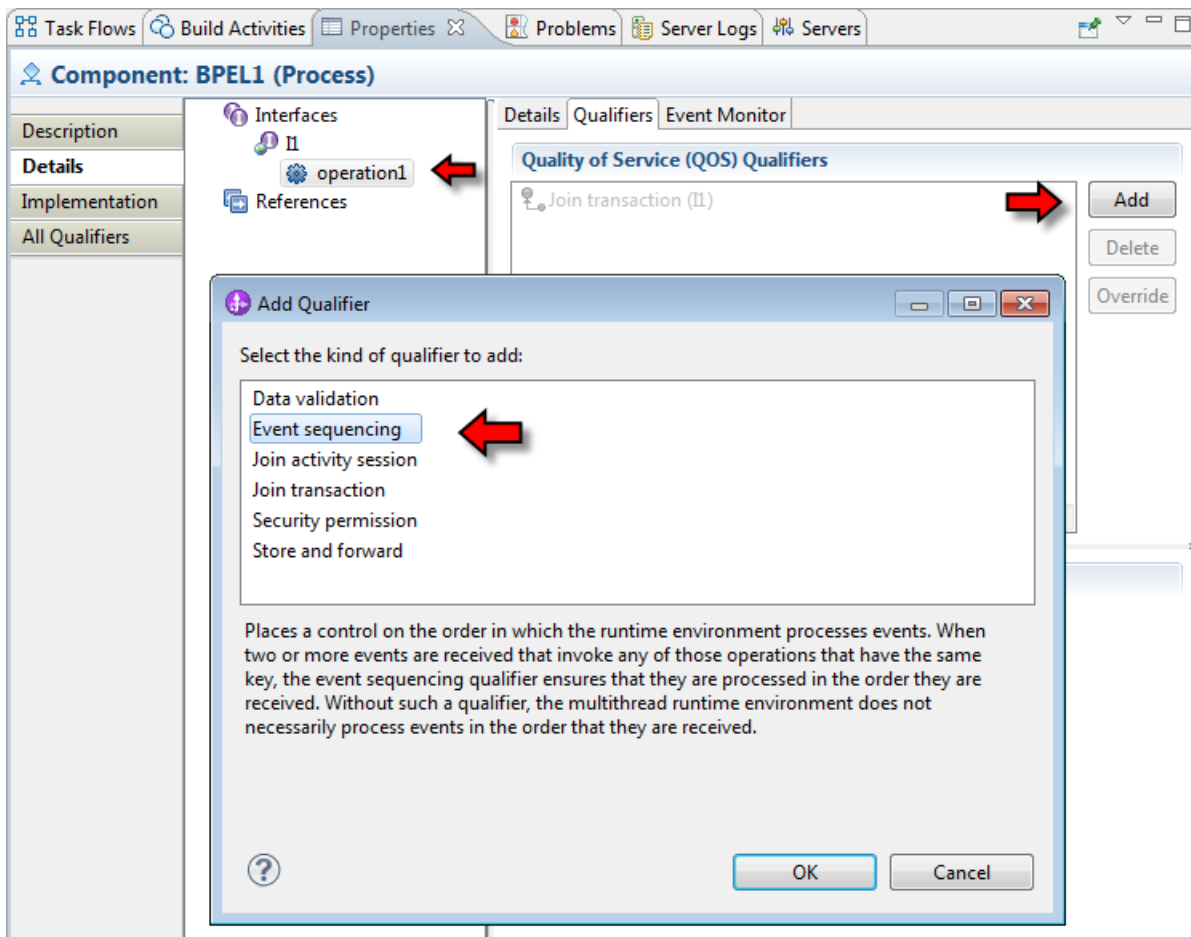 Task Flows Build Activities Properties Problems Server Logs Servers
Component: BPEL1 (Process)
Description
Details
Implementation
All Qualifiers
Interfaces
I1
operation1
References
Details Qualifiers Event Monitor
Quality of Service (QOS) Qualifiers
Join transaction (I1)
Add
Delete
Override
Add Qualifier
Select the kind of qualifier to add:
Data validation
Event sequencing
Join activity session
Join transaction
Security permission
Store and forward
Places a control on the order in which the runtime environment processes events. When
two or more events are received that invoke any of those operations that have the same
key, the event sequencing qualifier ensures that they are processed in the order they are
received. Without such a qualifier, the multithread runtime environment does not
necessarily process events in the order that they are received.
?
OK Cancel